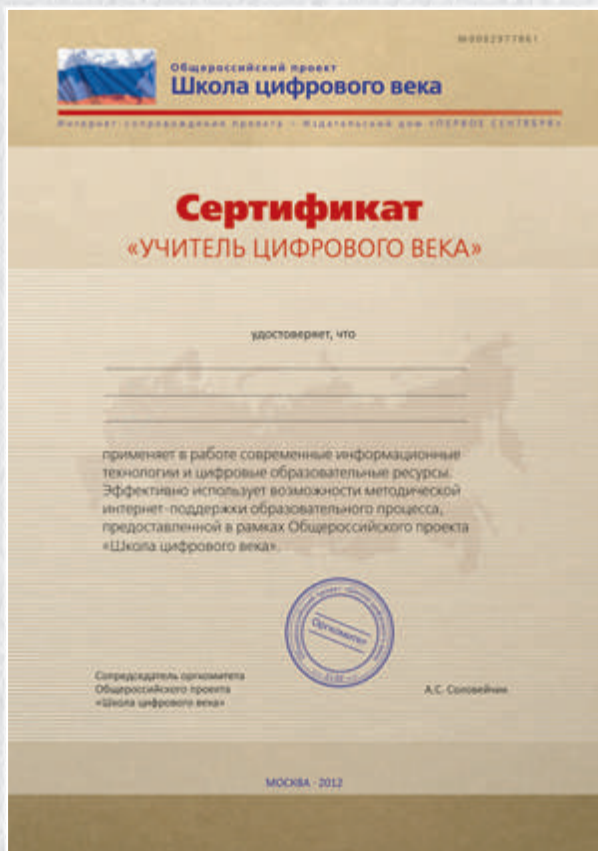 Общероссийский проект
Школа цифрового века
Интернет-сопровождение проекта – Издательский дом «ПЕРВОЕ СЕНТЯБРЯ»
Сертификат
«УЧИТЕЛЬ ЦИФРОВОГО ВЕКА»
удостоверяет, что
применяет в работе современные информационные
технологии и цифровые образовательные ресурсы.
Эффективно использует возможности методической
интернет-поддержки образовательного процесса,
предоставленной в рамках Общероссийского проекта
«Школа цифрового века».
Оргкомитет
Сопредседатель оргкомитета
Общероссийского проекта
«Школа цифрового века»
А.С. Соловейчик
МОСКВА - 2012